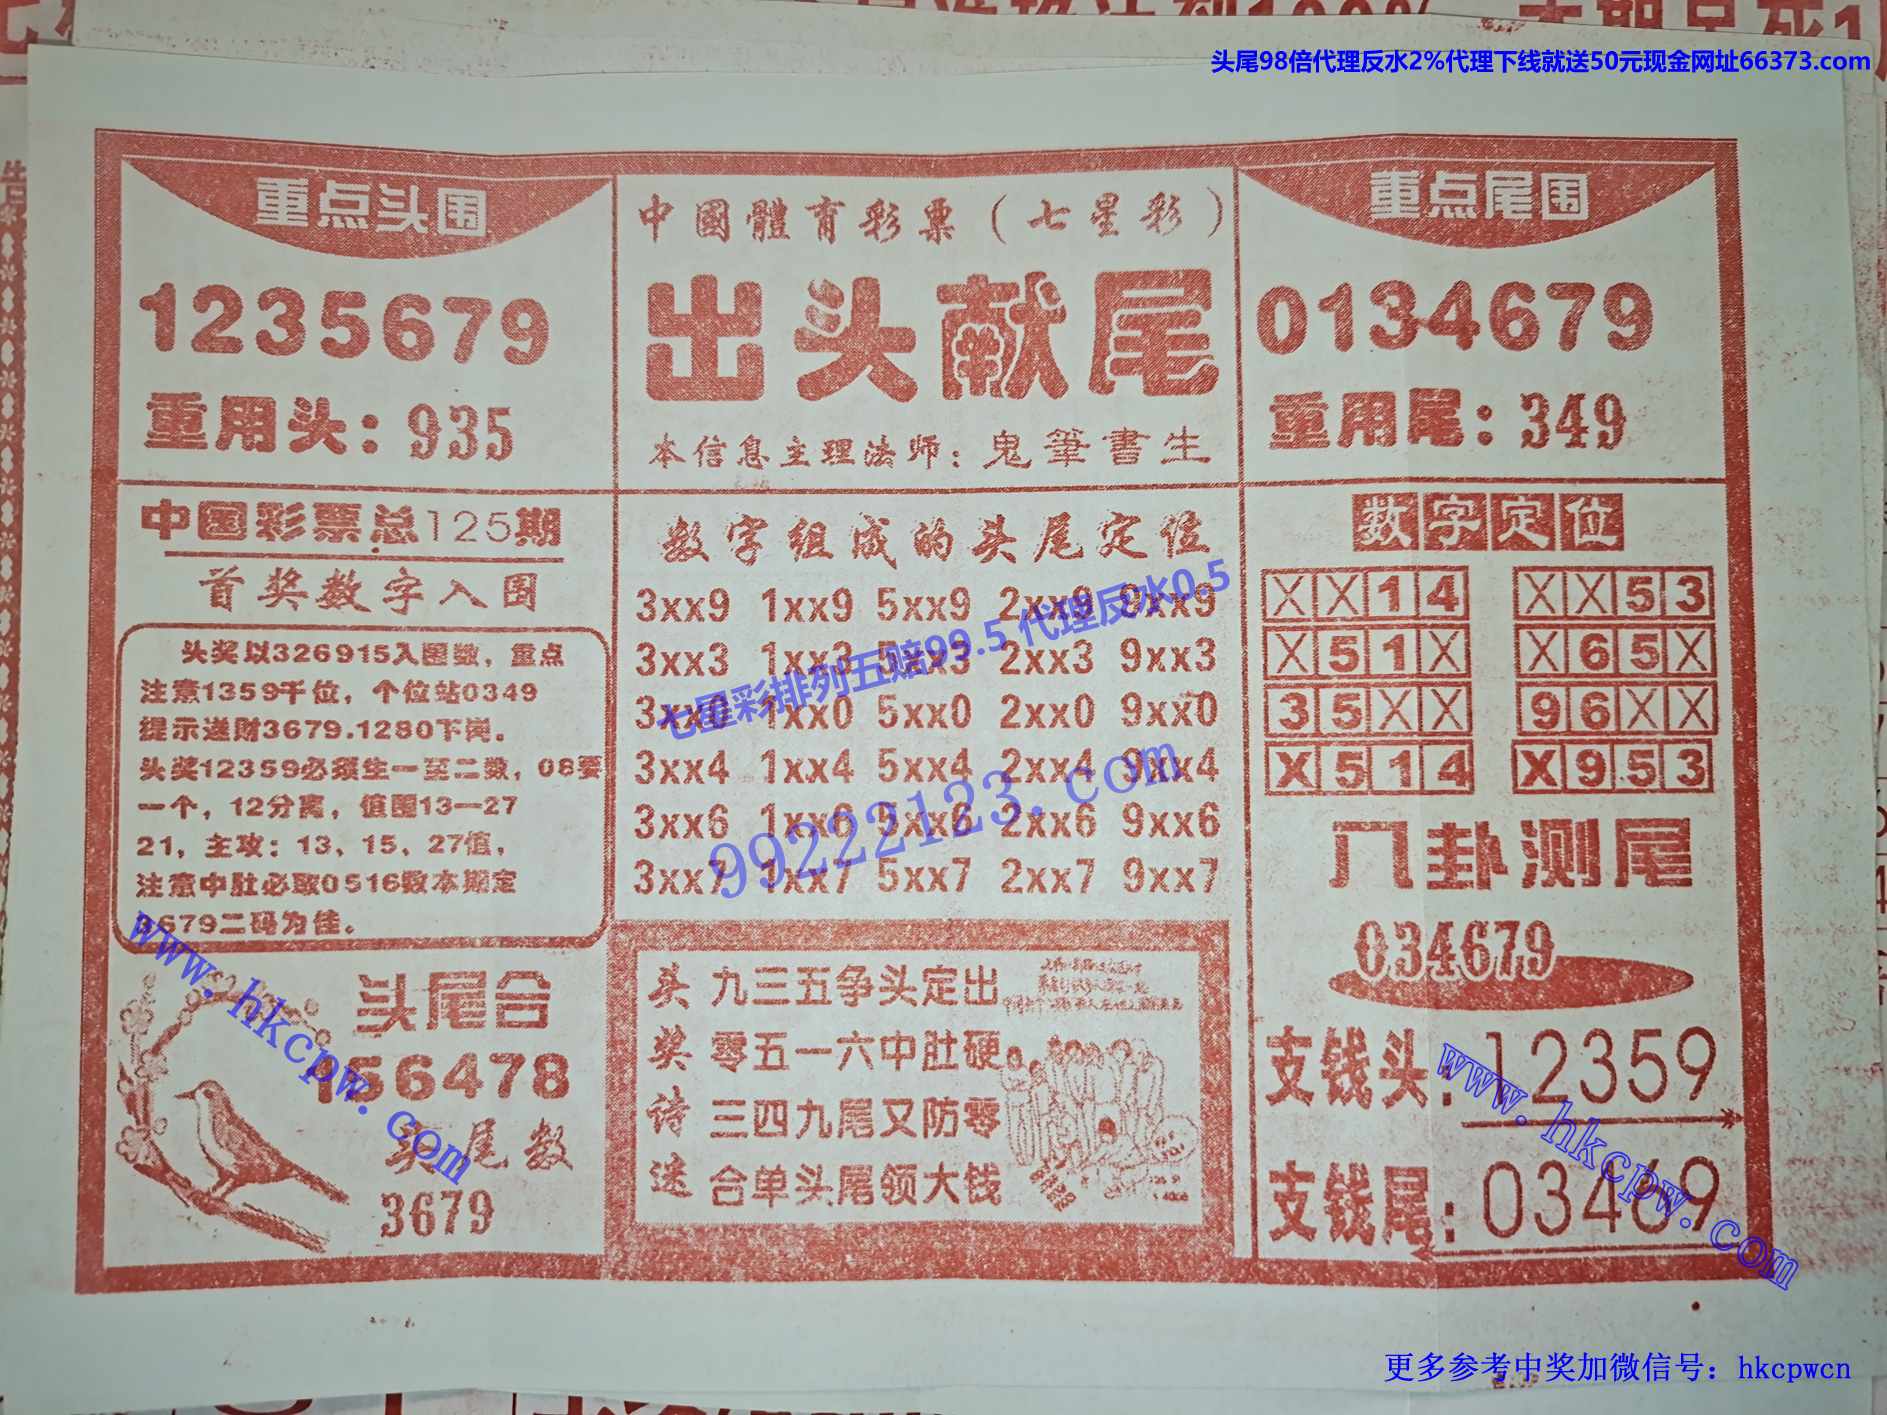 头尾98倍代理反水2%代理下线就送50元现金网址66373.com
重点头围
1235679
重用头：935
中國體育彩票（七星彩）
出头献尾
本信息主理法师：鬼筆書生
重点尾围
0134679
重用尾：349
中国彩票总125期
首奖数字入围
头奖以326915入围数，重点
注意1359千位，个位站0349
提示送财3679.1280下岗。
头奖12359必须生一至二数，08要
一个，12分离，值围13一27
21，主攻：13、15、27值，
注意中肚必取0516数本期定
3679二码为佳。
头尾合
156478
头尾数
3679
数字组成的头尾定位
3xx9 1xx9 5xx9 2xx9 9xx9
3xx3 1xx3 5xx3 2xx3 9xx3
3xx0 1xx0 5xx0 2xx0 9xx0
3xx4 1xx4 5xx4 2xx4 9xx4
3xx6 1xx6 5xx6 2xx6 9xx6
3xx7 1xx7 5xx7 2xx7 9xx7
七星彩排列五赔99.5 代理反水0.5
99222123.com
头奖诗送
九三五争头定出
零五一六中肚硬
三四九尾又防零
合单头尾领大钱
数字定位
XX14 XX53
X51X X65X
35XX 96XX
X514 X953
八卦测尾
034679
支钱头：12359
支钱尾：03469
www.hkcpw.com
www.hkcpw.com
更多参考中奖加微信号：hkcpwcn